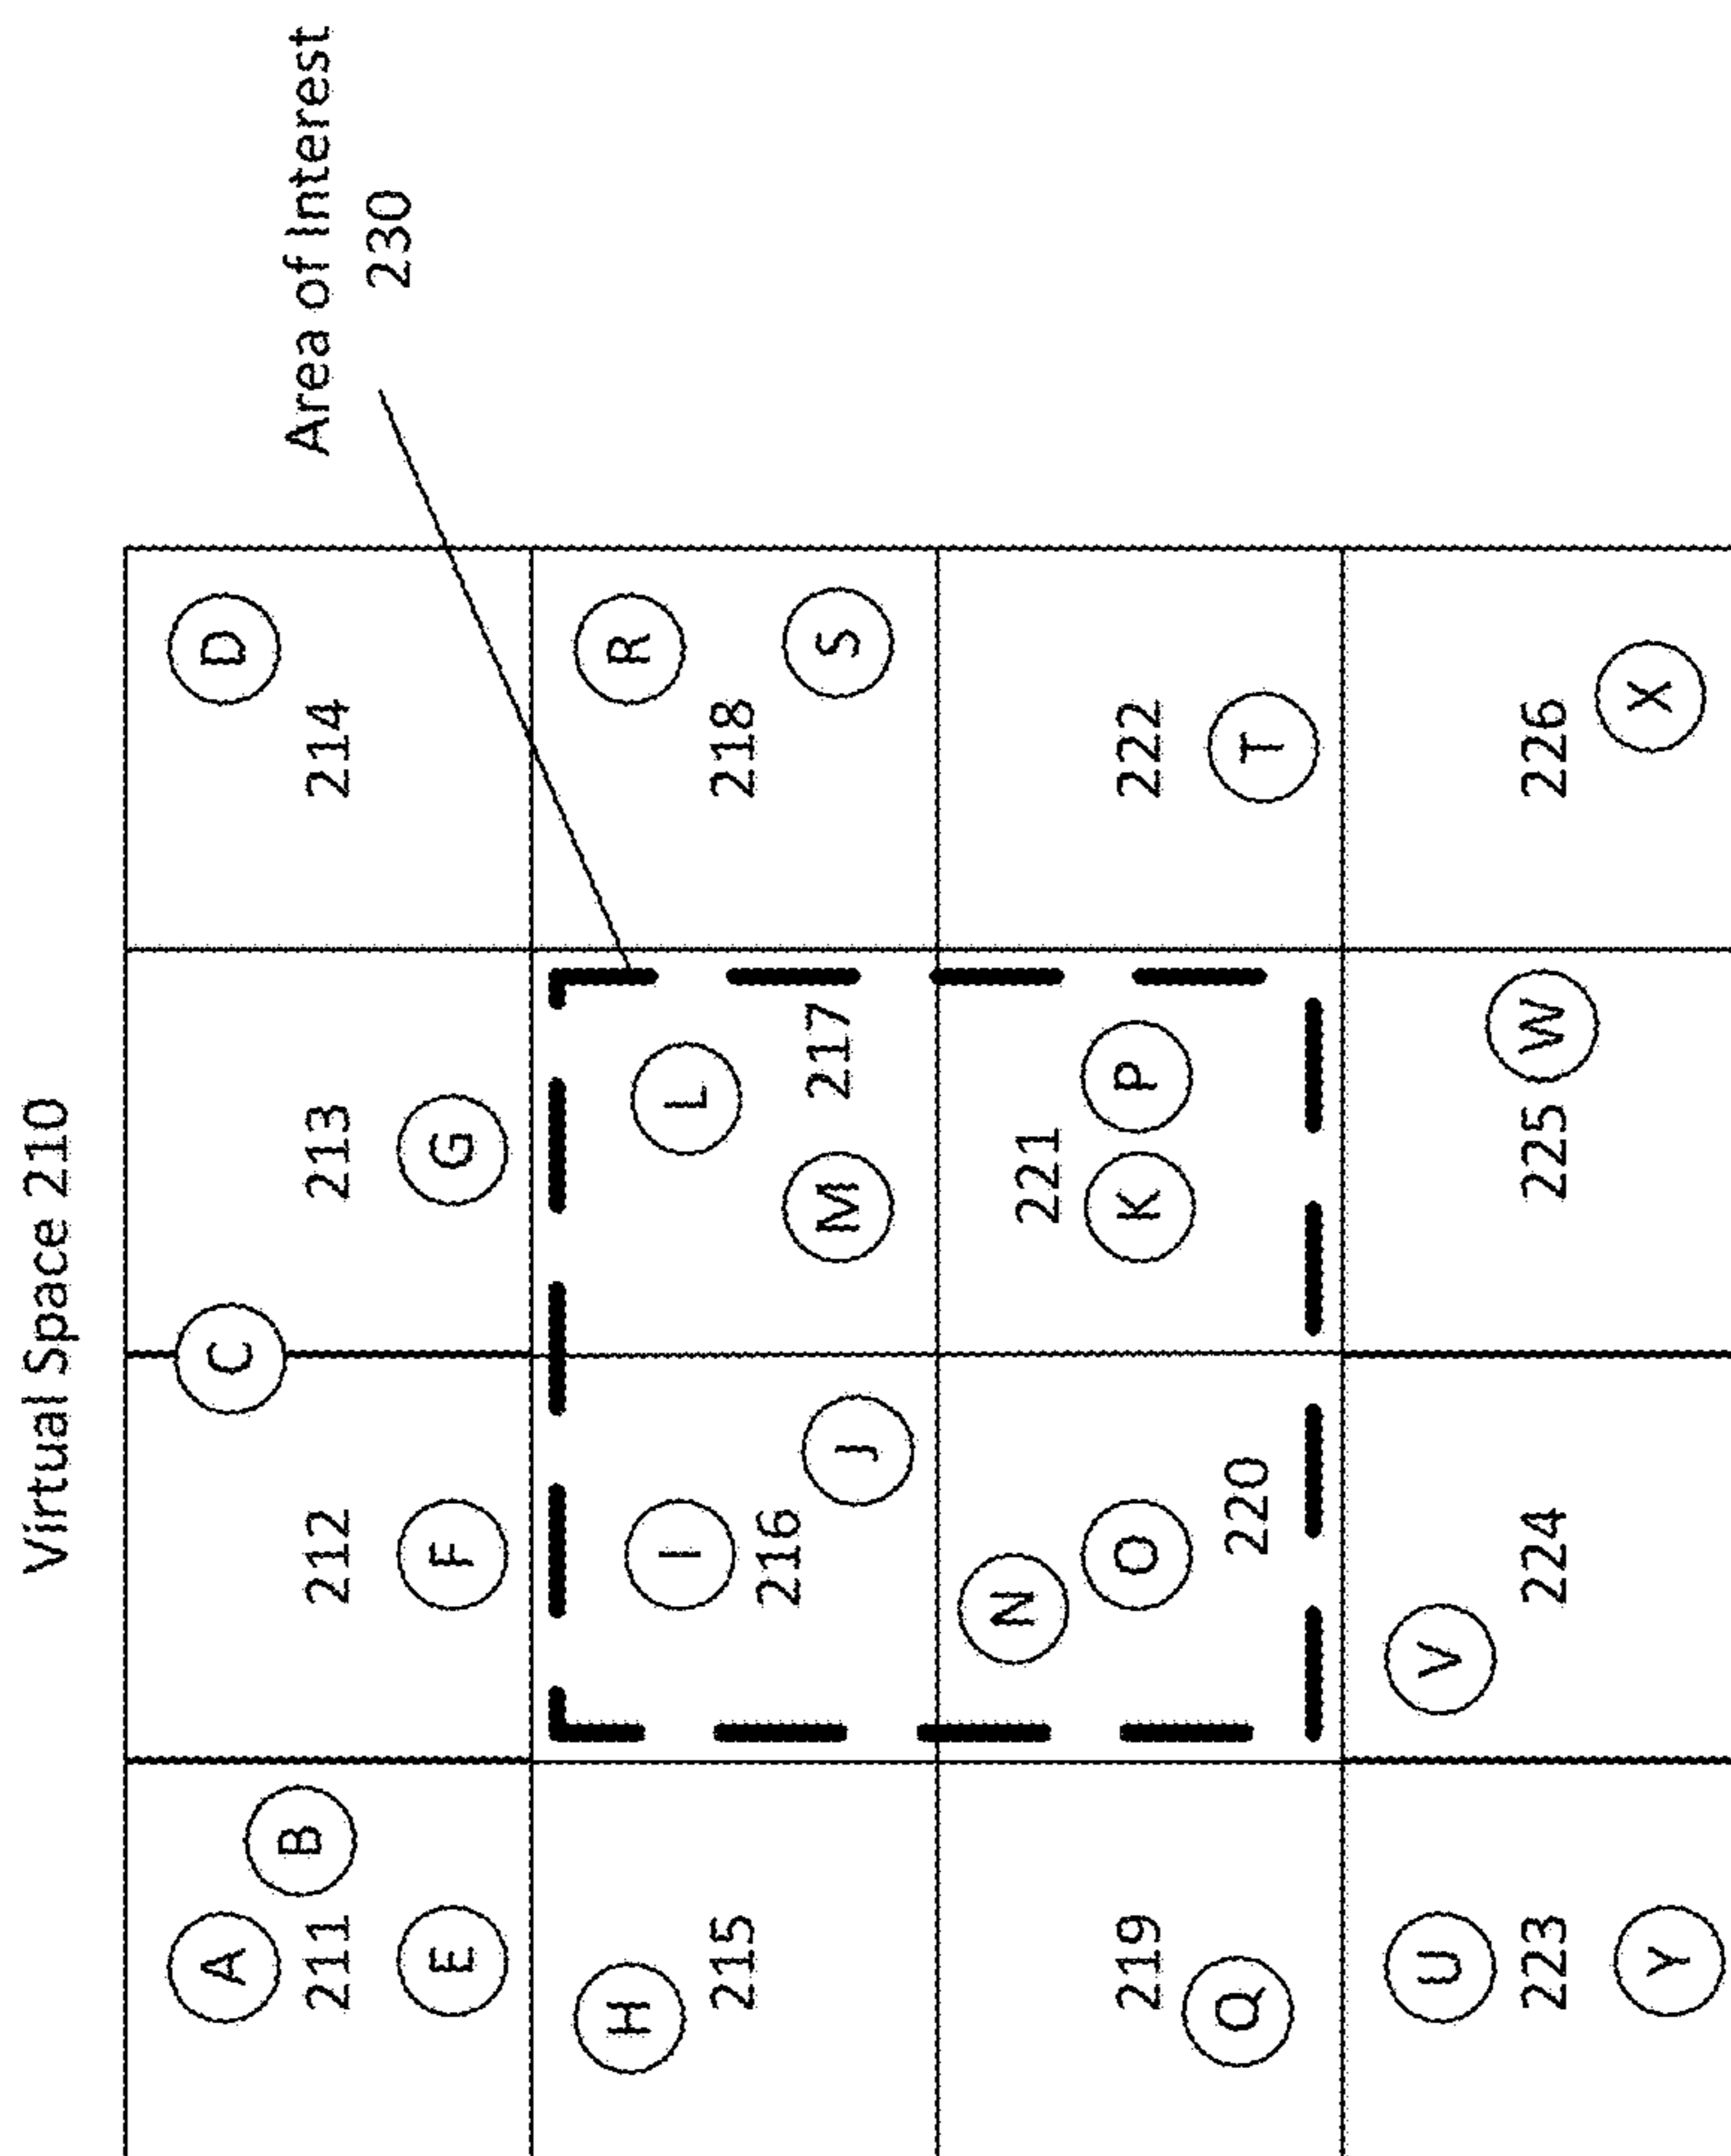 Virtual Space 210
Area of Interest
230
A
B
211
E
C
212
F
213
G
D
214
H
215
I
216
J
L
M
217
R
218
S
219
Q
N
O
220
221
K
P
222
T
U
223
Y
V
224
225
W
226
X